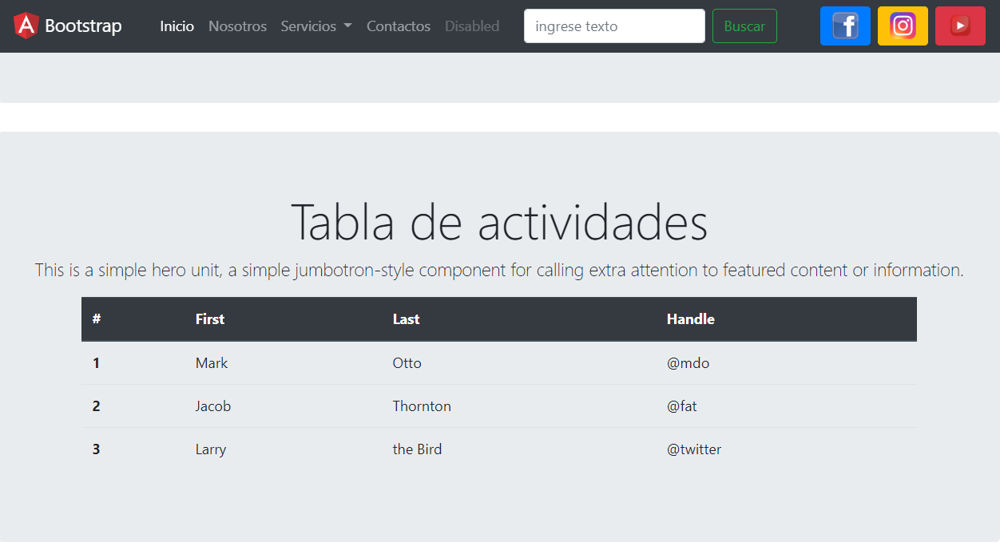 A Bootstrap Inicio Nosotros Servicios Contactos Disabled ingrese texto Buscar f
Tabla de actividades
This is a simple hero unit, a simple jumbotron-style component for calling extra attention to featured content or information.
# First Last Handle
1 Mark Otto @mdo
2 Jacob Thornton @fat
3 Larry the Bird @twitter